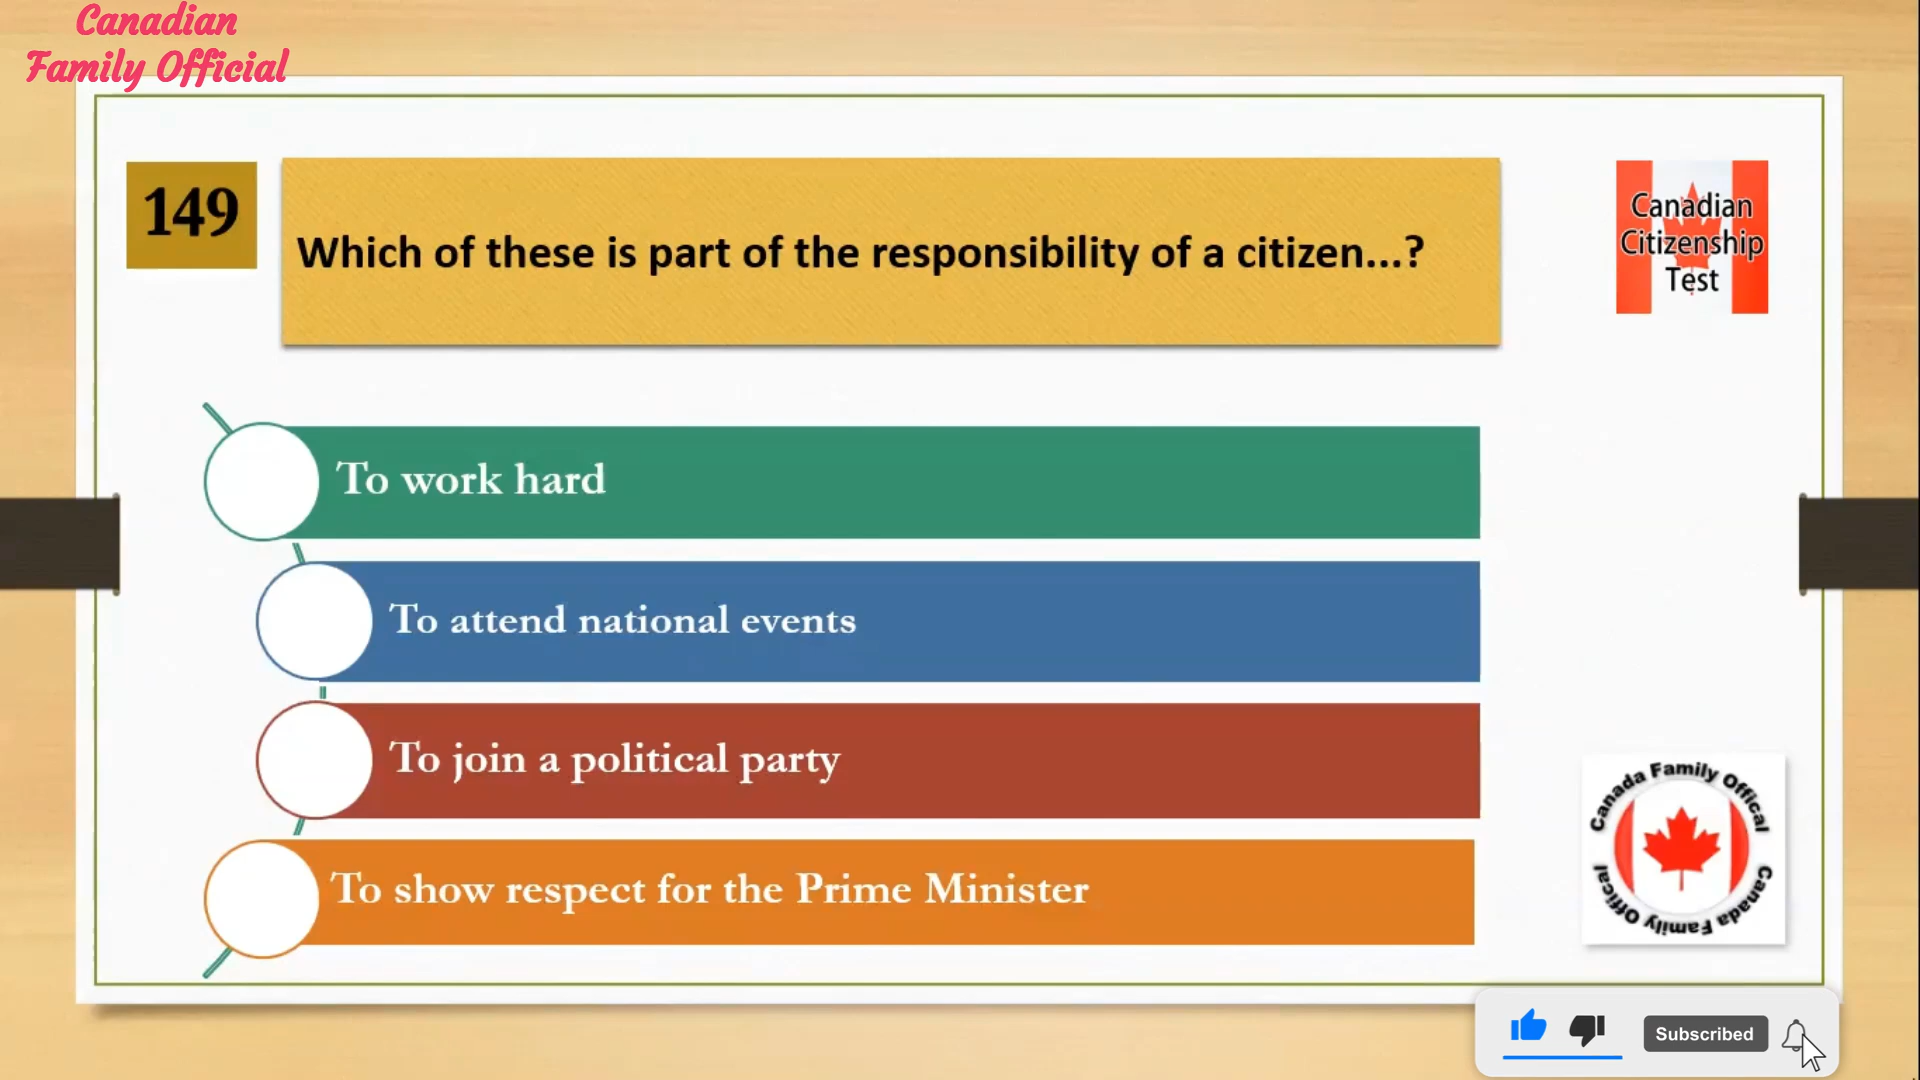 Canadian
Family Official
149
Which of these is part of the responsibility of a citizen...?
Canadian
Citizenship
Test
To work hard
To attend national events
To join a political party
To show respect for the Prime Minister
Canada Family Offical
Canada Family Offical
Subscribed